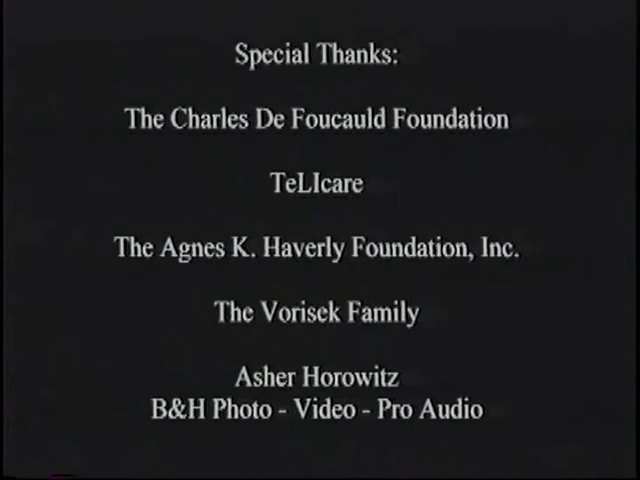 Special Thanks:
The Charles De Foucauld Foundation
TeLIcare
The Agnes K. Haverly Foundation, Inc.
The Vorisek Family
Asher Horowitz
B&H Photo - Video - Pro Audio